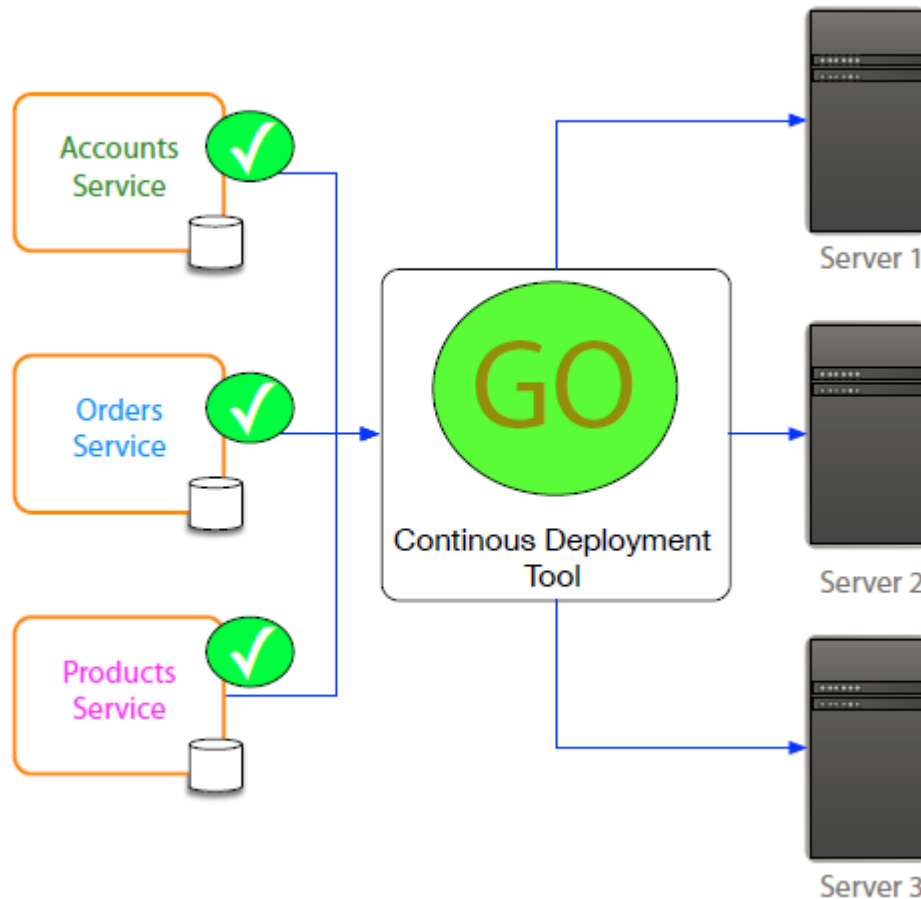 Accounts
Service
Orders
Service
Products
Service
GO
Continous Deployment
Tool
Server 1
Server 2
Server 3